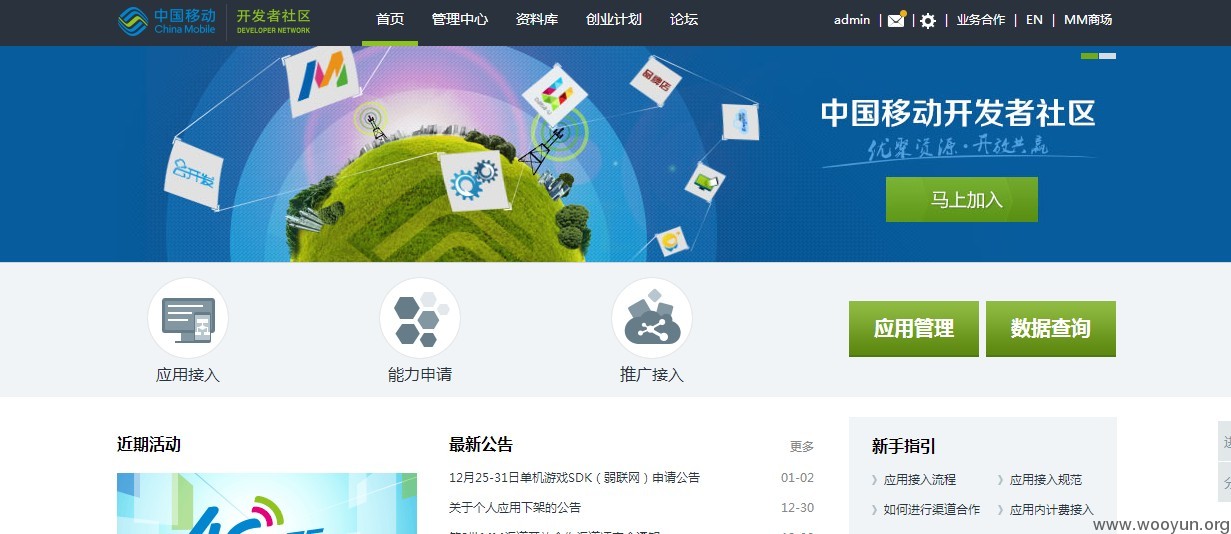 中国移动 China Mobile 开发者社区 DEVELOPER NETWORK 首页 管理中心 资料库 创业计划 论坛 admin | | | 业务合作 | EN | MM商场
品牌店
中国移动开发者社区
优聚资源·开放共赢
马上加入
应用管理 数据查询
应用接入 能力申请 推广接入
近期活动 最新公告 更多 新手指引
12月25-31日单机游戏SDK（弱联网）申请公告 01-02
关于个人应用下架的公告 12-30
》应用接入流程 》应用接入规范
》如何进行渠道合作 》应用内计费接入
4G
www.wooyun.org